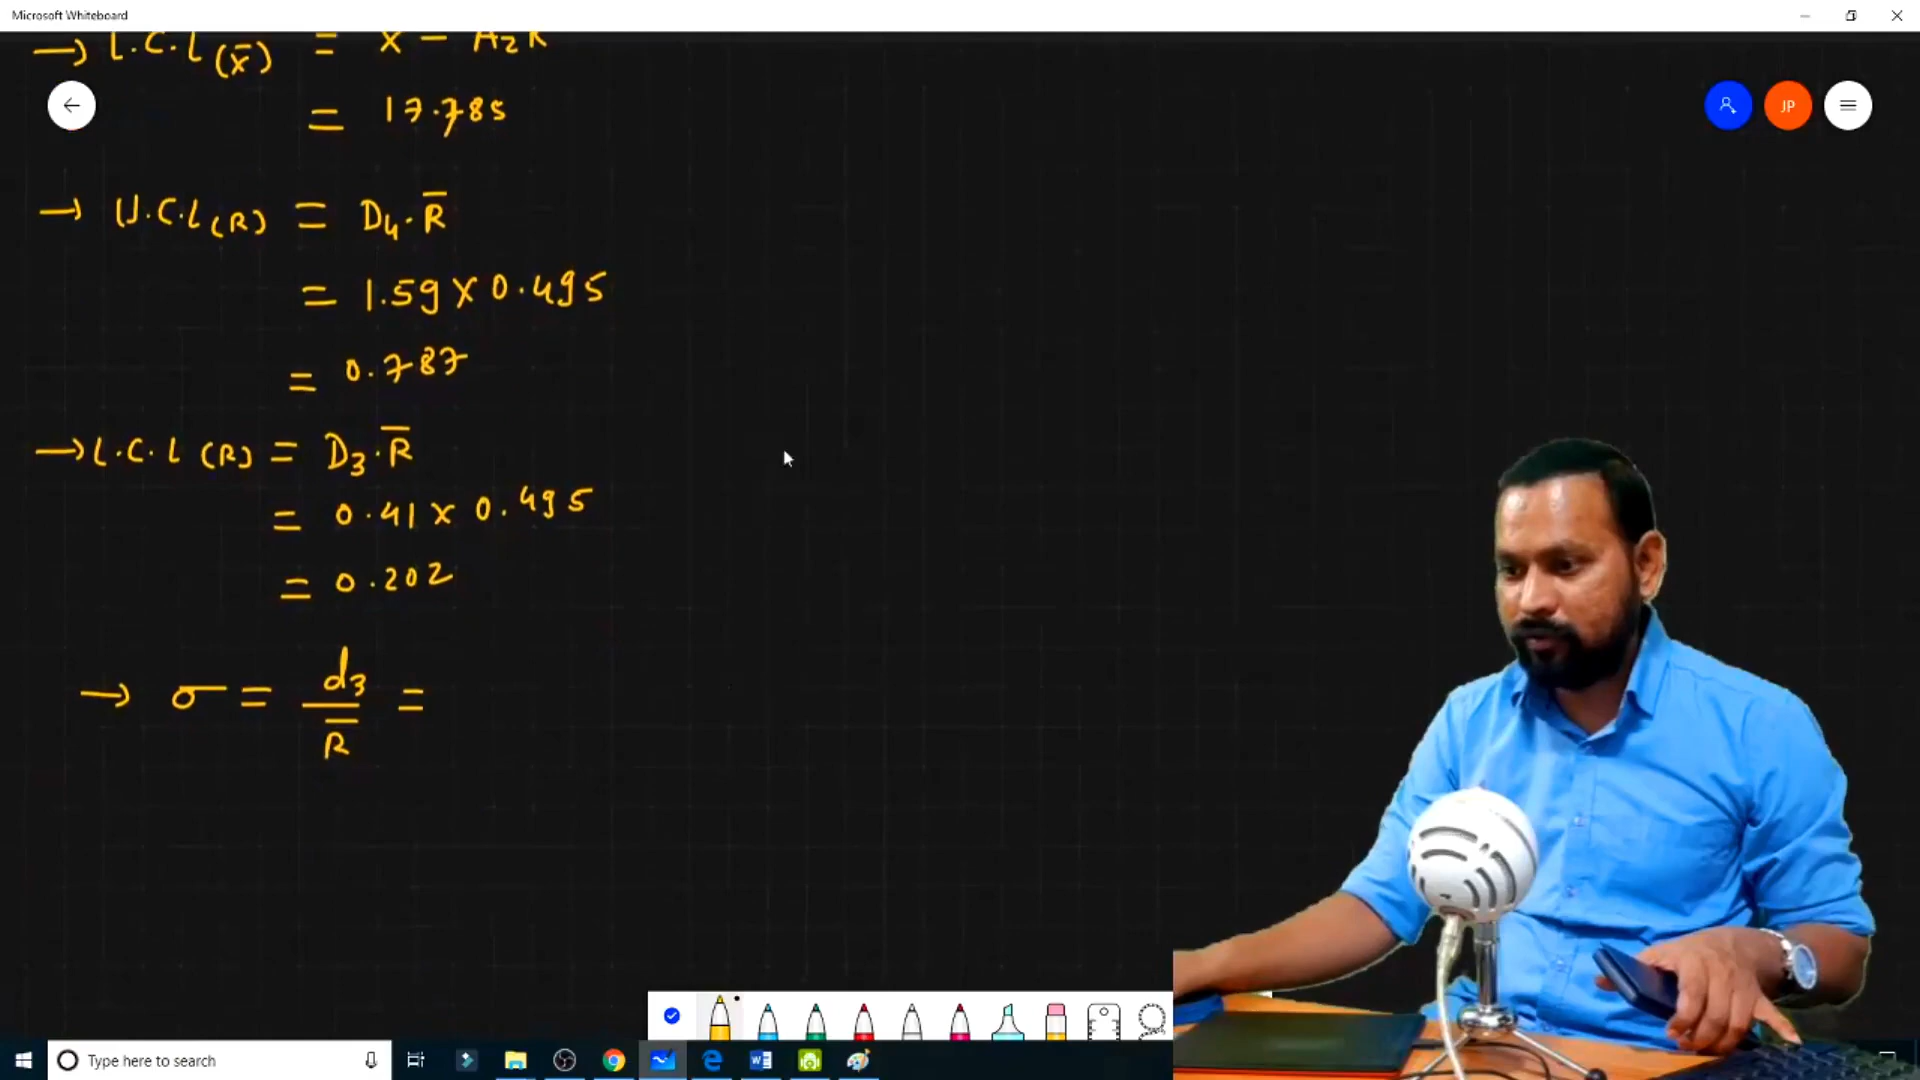 Microsoft Whiteboard
→ L.C.L (x̄) = x̄ − A₂R
= 17.785
JP
→ U.C.L (R) = D₄.R̄
= 1.59 × 0.495
= 0.787
→ L.C.L (R) = D₃.R̄
= 0.41 × 0.495
= 0.202
→ σ = d₃ / R̄ =
Type here to search